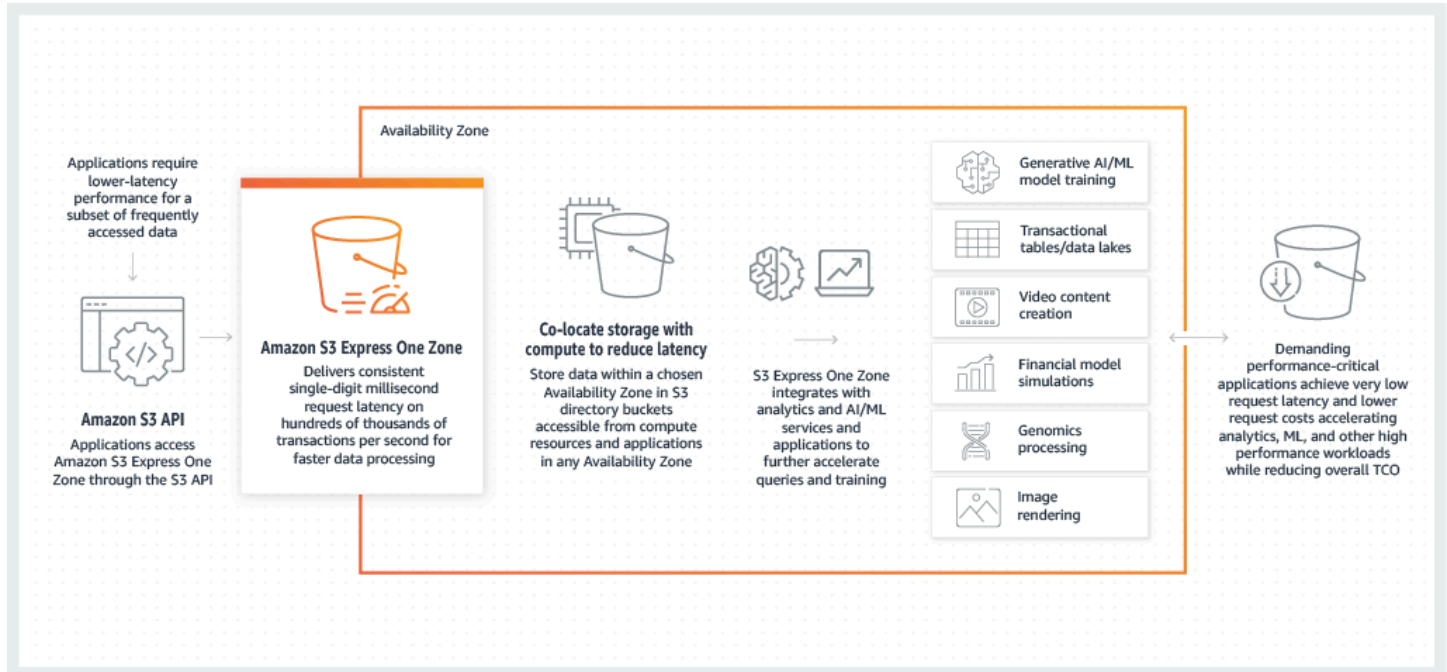 Availability Zone
Applications require
lower-latency
performance for a
subset of frequently
accessed data
Amazon S3 API
Applications access
Amazon S3 Express One
Zone through the S3 API
Amazon S3 Express One Zone
Delivers consistent
single-digit millisecond
request latency on
hundreds of thousands of
transactions per second for
faster data processing
Co-locate storage with
compute to reduce latency
Store data within a chosen
Availability Zone in S3
directory buckets
accessible from compute
resources and applications
in any Availability Zone
S3 Express One Zone
integrates with
analytics and AI/ML
services and
applications to
further accelerate
queries and training
Generative AI/ML
model training
Transactional
tables/data lakes
Video content
creation
Financial model
simulations
Genomics
processing
Image
rendering
Demanding
performance-critical
applications achieve very low
request latency and lower
request costs accelerating
analytics, ML, and other high
performance workloads
while reducing overall TCO